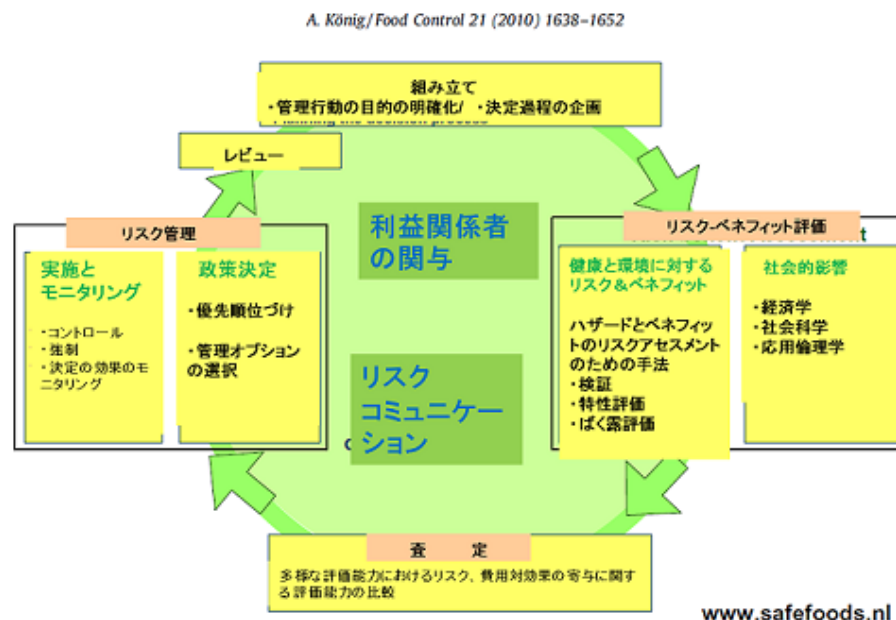 A. König / Food Control 21 (2010) 1638–1652
組み立て
・管理行動の目的の明確化/ ・決定過程の企画
レビュー
リスク管理
実施と
モニタリング
・コントロール
・強制
・決定の効果のモ
ニタリング
政策決定
・優先順位づけ
・管理オプション
の選択
利益関係者
の関与
リスク
コミュニケー
ション
リスク-ベネフィット評価
健康と環境に対する
リスク&ベネフィット
ハザードとベネフィッ
トのリスクアセスメント
のための手法
・検証
・特性評価
・ばく露評価
社会的影響
・経済学
・社会科学
・応用倫理学
査 定
多様な評価能力におけるリスク、費用対効果の寄与に関す
る評価能力の比較
www.safefoods.nl